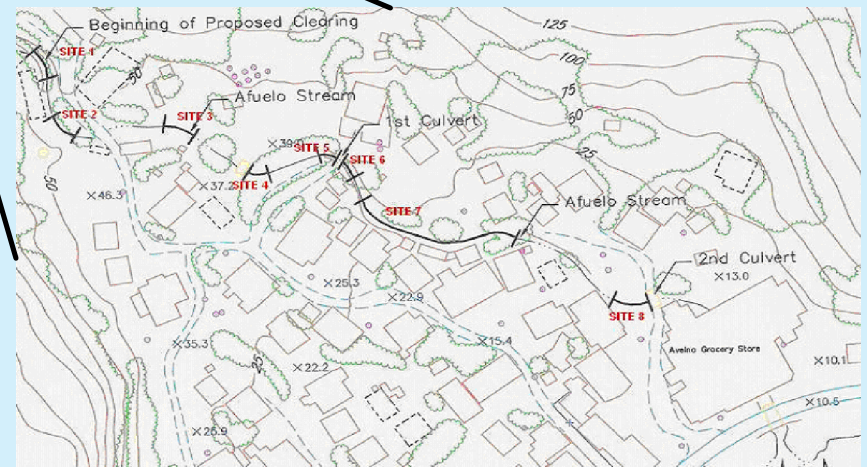 125
Beginning of Proposed Clearing
SITE 1
100
50
75
Afuelo Stream
50
SITE 2
SITE 3
1st Culvert
SITE 5
25
SITE 6
SITE 4
×37.2
50
×46.3
Afuelo Stream
SITE 7
2nd Culvert
×13.0
×25.3
×22.9
SITE 8
×35.3
×15.4
Avelno Grocery Store
×10.1
25
×22.2
×10.5
×25.9